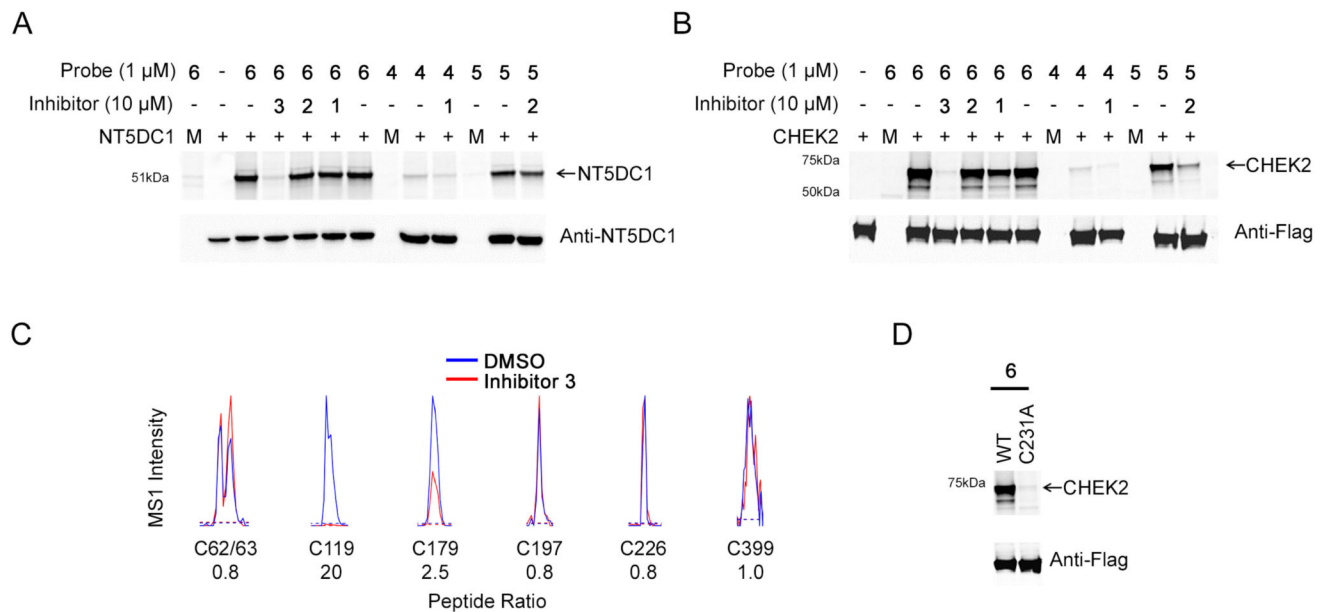 A
Probe (1 µM) 6 - 6 6 6 6 6 4 4 4 5 5 5
Inhibitor (10 µM) - - - 3 2 1 - - - 1 - - 2
NT5DC1 M + + + + + + M + + M + +
51kDa
←NT5DC1
Anti-NT5DC1
B
Probe (1 µM) - 6 6 6 6 6 6 4 4 4 5 5 5
Inhibitor (10 µM) - - - 3 2 1 - - - 1 - - 2
CHEK2 + M + + + + + M + + M + +
75kDa
←CHEK2
50kDa
Anti-Flag
C
DMSO
Inhibitor 3
MS1 Intensity
C62/63 C119 C179 C197 C226 C399
0.8 20 2.5 0.8 0.8 1.0
Peptide Ratio
D
6
WT C231A
75kDa
←CHEK2
Anti-Flag